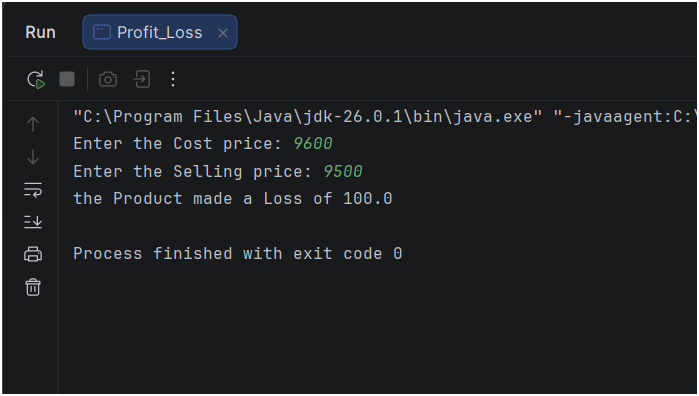 Run Profit_Loss
"C:\Program Files\Java\jdk-26.0.1\bin\java.exe" "-javaagent:C:\
Enter the Cost price: 9600
Enter the Selling price: 9500
the Product made a Loss of 100.0
Process finished with exit code 0